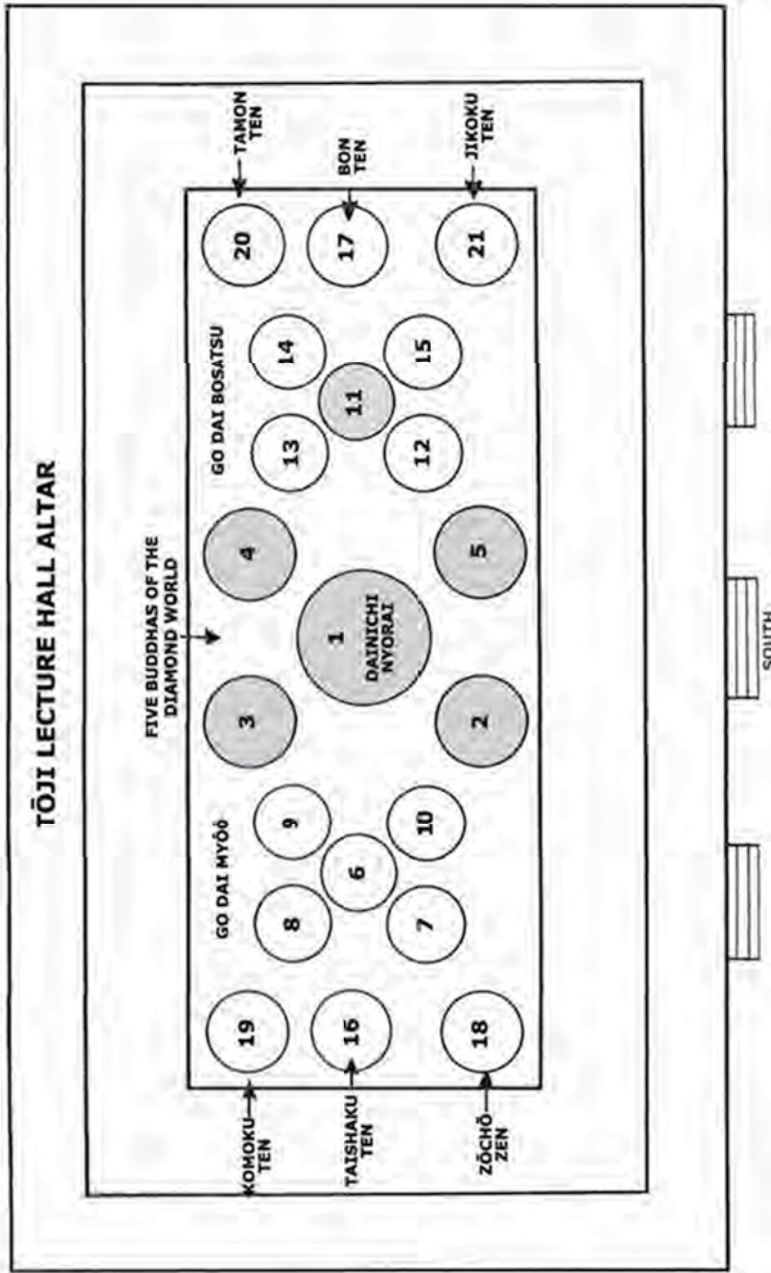 TŌJI LECTURE HALL ALTAR
FIVE BUDDHAS OF THE
DIAMOND WORLD
GO DAI MYŌŌ
GO DAI BOSATSU
KOMOKU
TEN
19
8
9
3
4
13
14
20
TAMON
TEN
TAISHAKU
TEN
16
6
1
DAINICHI
NYORAI
11
17
BON
TEN
ZŌCHŌ
ZEN
18
7
10
2
5
12
15
21
JIKOKU
TEN
SOUTH